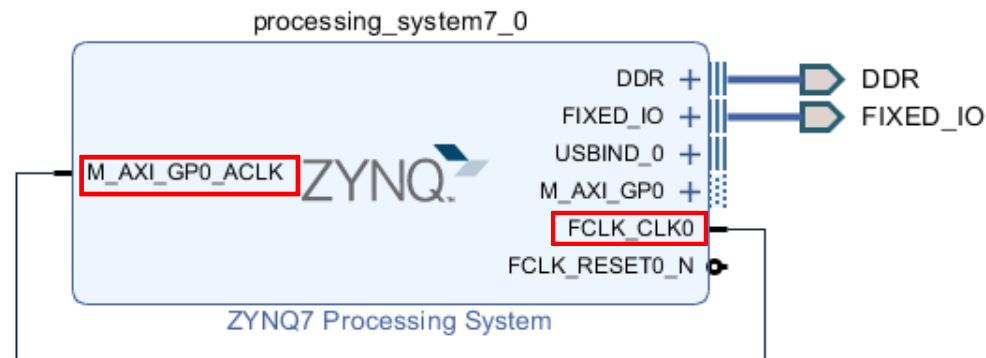 processing_system7_0
DDR
DDR
FIXED_IO
FIXED_IO
USBIND_0
M_AXI_GP0_ACLK
ZYNQ
M_AXI_GP0
FCLK_CLK0
FCLK_RESET0_N
ZYNQ7 Processing System